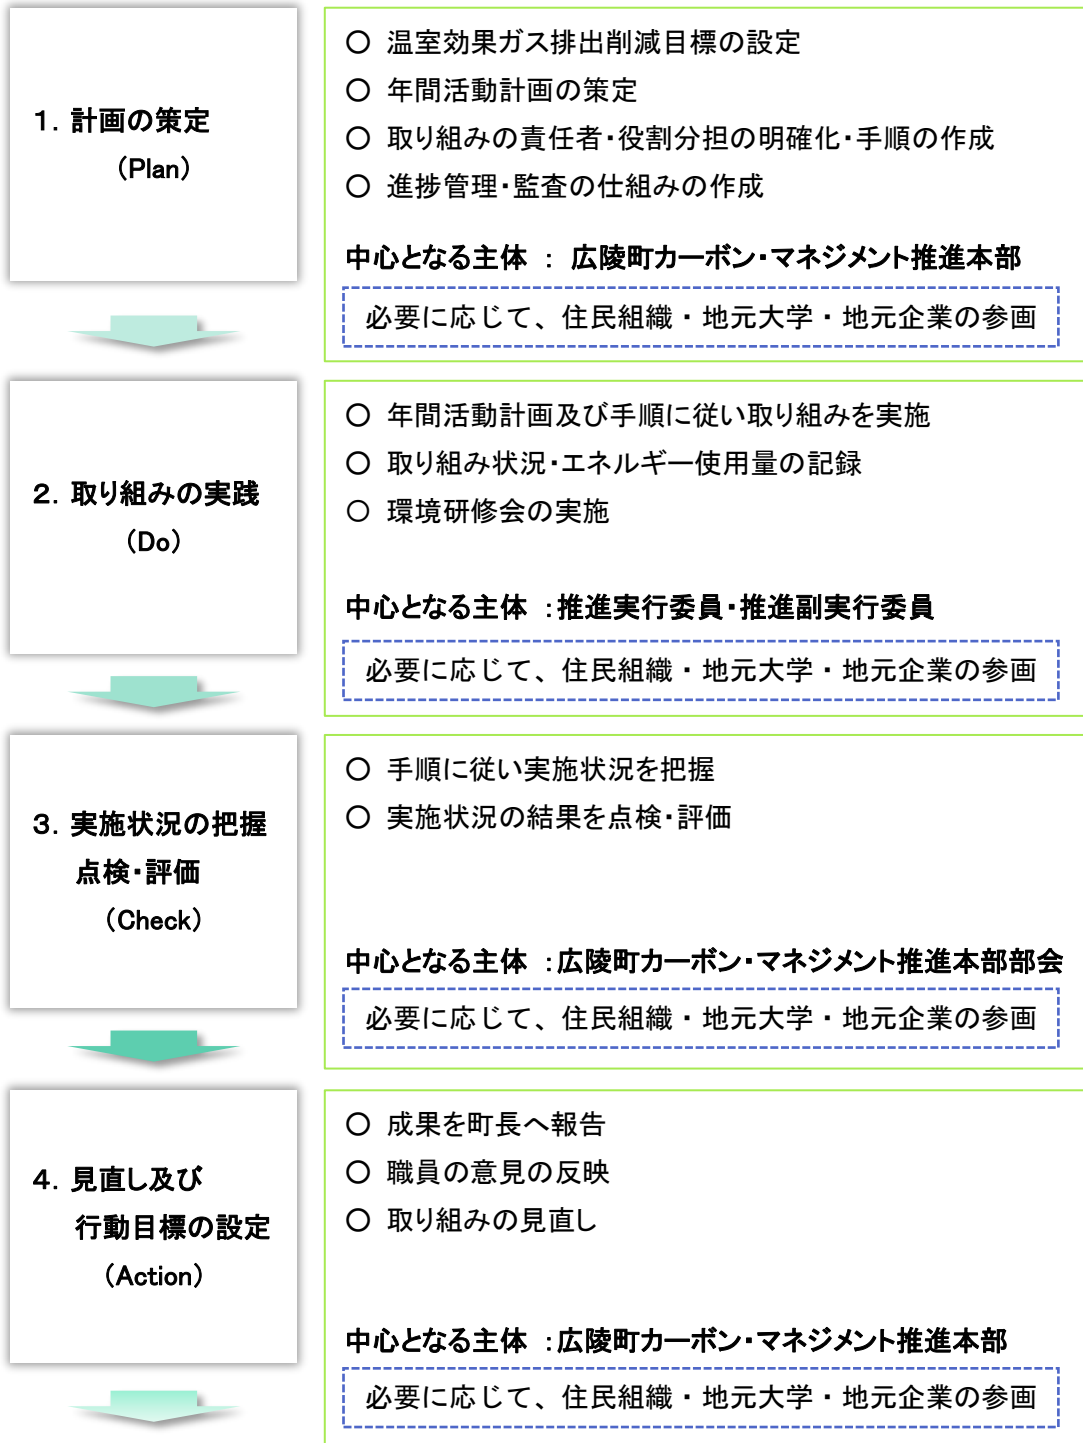 1．計画の策定
（Plan）
〇 温室効果ガス排出削減目標の設定
〇 年間活動計画の策定
〇 取り組みの責任者・役割分担の明確化・手順の作成
〇 進捗管理・監査の仕組みの作成
中心となる主体 ： 広陵町カーボン・マネジメント推進本部
必要に応じて、住民組織・地元大学・地元企業の参画
2．取り組みの実践
（Do）
〇 年間活動計画及び手順に従い取り組みを実施
〇 取り組み状況・エネルギー使用量の記録
〇 環境研修会の実施
中心となる主体 ：推進実行委員・推進副実行委員
必要に応じて、住民組織・地元大学・地元企業の参画
3．実施状況の把握
点検・評価
（Check）
〇 手順に従い実施状況を把握
〇 実施状況の結果を点検・評価
中心となる主体 ：広陵町カーボン・マネジメント推進本部部会
必要に応じて、住民組織・地元大学・地元企業の参画
4．見直し及び
行動目標の設定
（Action）
〇 成果を町長へ報告
〇 職員の意見の反映
〇 取り組みの見直し
中心となる主体 ：広陵町カーボン・マネジメント推進本部
必要に応じて、住民組織・地元大学・地元企業の参画